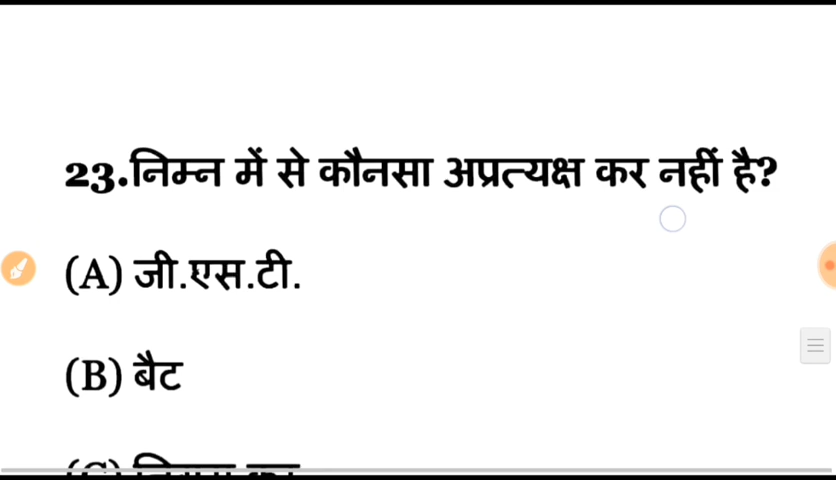 23.निम्न में से कौनसा अप्रत्यक्ष कर नहीं है?
(A) जी.एस.टी.
(B) बैट